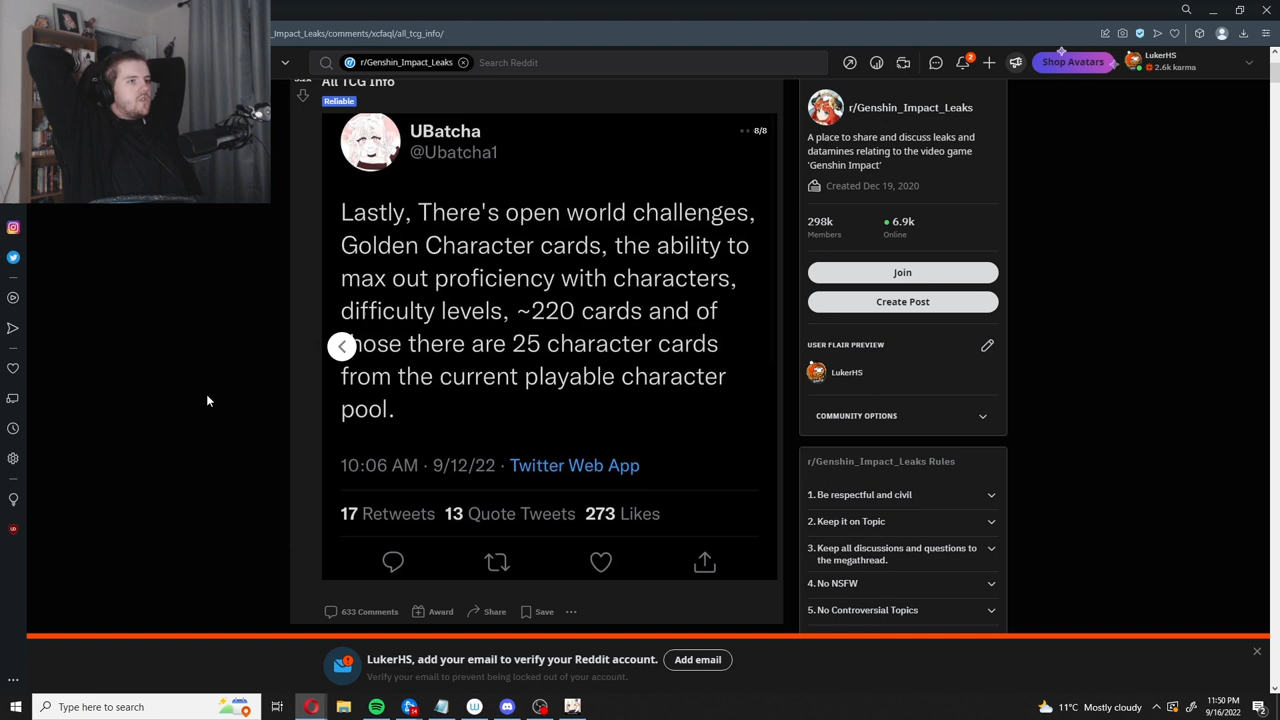 _Impact_Leaks/comments/xcfaql/all_tcg_info/
r/Genshin_Impact_Leaks
Search Reddit
2
Shop Avatars
LukerHS
2.6k karma
All TCG Info
Reliable
UBatcha
@Ubatcha1
8/8
Lastly, There's open world challenges,
Golden Character cards, the ability to
max out proficiency with characters,
difficulty levels, ~220 cards and of
hose there are 25 character cards
from the current playable character
pool.
10:06 AM · 9/12/22 · Twitter Web App
17 Retweets 13 Quote Tweets 273 Likes
633 Comments
Award
Share
Save
r/Genshin_Impact_Leaks
A place to share and discuss leaks and
datamines relating to the video game
'Genshin Impact'
Created Dec 19, 2020
298k
6.9k
Members
Online
Join
Create Post
USER FLAIR PREVIEW
LukerHS
COMMUNITY OPTIONS
r/Genshin_Impact_Leaks Rules
1. Be respectful and civil
2. Keep it on Topic
3. Keep all discussions and questions to
the megathread.
4. No NSFW
5. No Controversial Topics
LukerHS, add your email to verify your Reddit account.
Add email
Verify your email to prevent being locked out of your account.
Type here to search
11°C Mostly cloudy
11:50 PM
9/16/2022